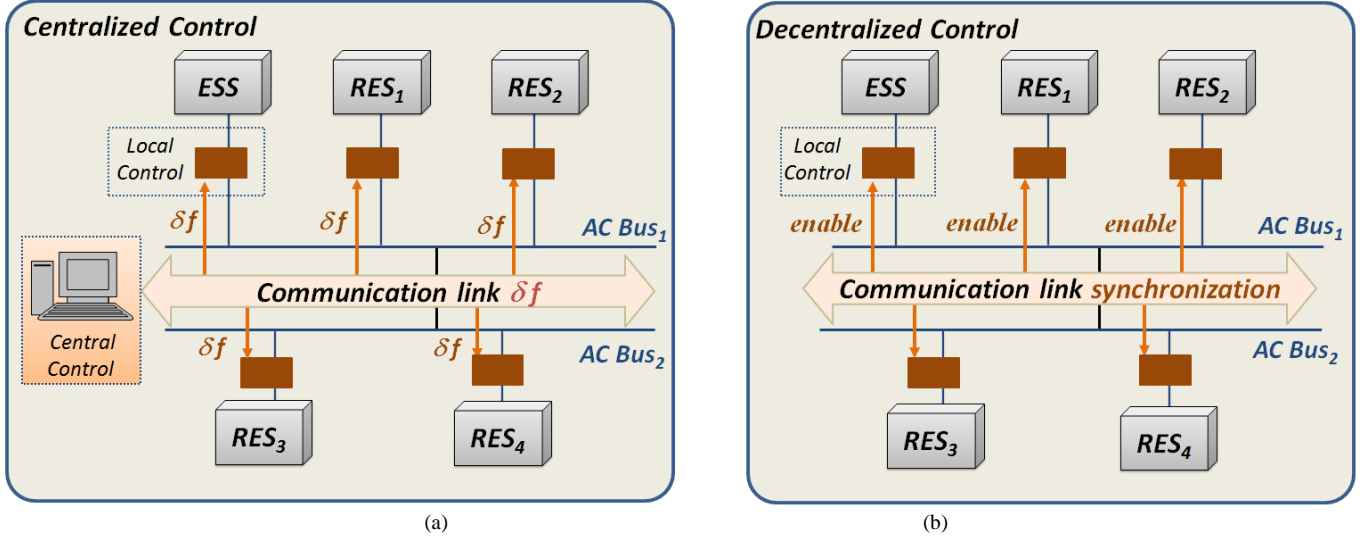 Centralized Control
ESS
RES1
RES2
Local
Control
δf
δf
δf
AC Bus1
Communication link δf
Central
Control
δf
δf
AC Bus2
RES3
RES4
(a)
Decentralized Control
ESS
RES1
RES2
Local
Control
enable
enable
enable
AC Bus1
Communication link synchronization
AC Bus2
RES3
RES4
(b)